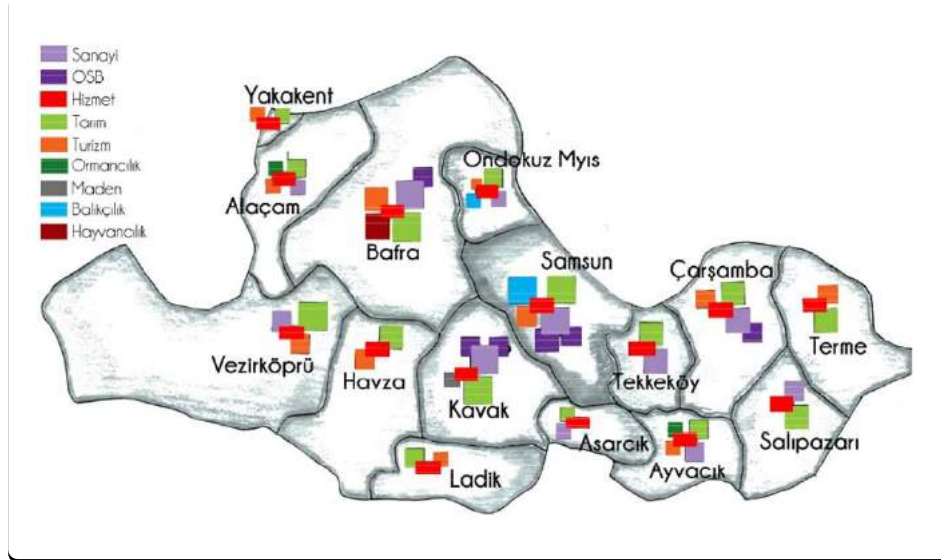 Sanayi
OSB
Hizmet
Tarım
Turizm
Ormancılık
Maden
Balıkçılık
Hayvancılık
Yakakent
Alaçam
Bafra
Ondokuz Myıs
Samsun
Çarşamba
Terme
Vezirköprü
Havza
Kavak
Tekkeköy
Ladik
Asarcık
Ayvacık
Salıpazarı